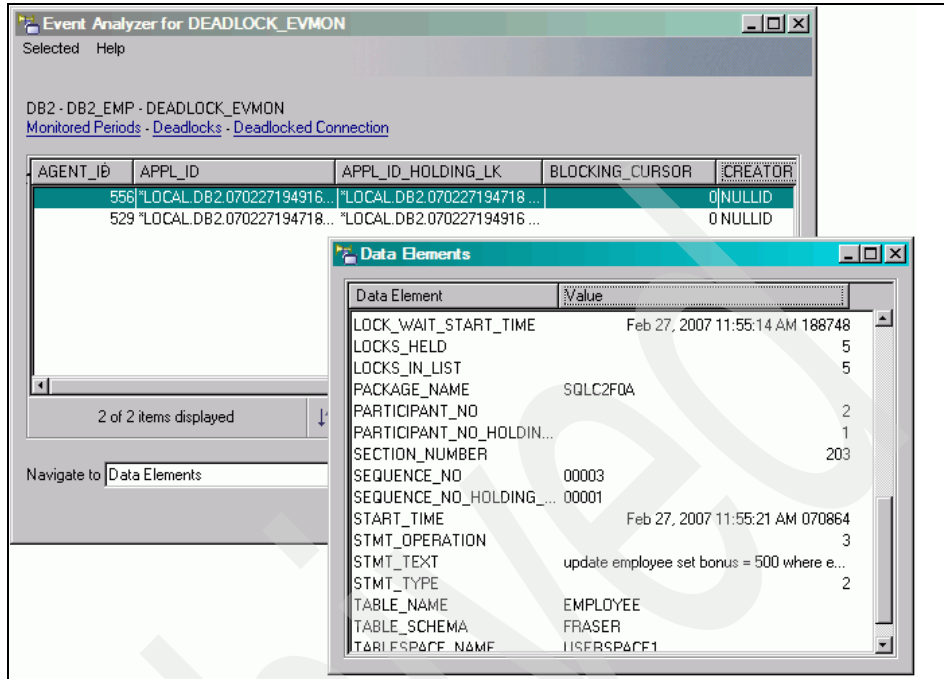 Event Analyzer for DEADLOCK_EVMON
Selected Help
DB2 - DB2_EMP - DEADLOCK_EVMON
Monitored Periods - Deadlocks - Deadlocked Connection
AGENT_ID APPL_ID APPL_ID_HOLDING_LK BLOCKING_CURSOR CREATOR
556 *LOCAL.DB2.070227194916... *LOCAL.DB2.070227194718 ... 0 NULLID
529 *LOCAL.DB2.070227194718... *LOCAL.DB2.070227194916 ... 0 NULLID
2 of 2 items displayed
Navigate to Data Elements
Data Elements
Data Element Value
LOCK_WAIT_START_TIME Feb 27, 2007 11:55:14 AM 188748
LOCKS_HELD 5
LOCKS_IN_LIST 5
PACKAGE_NAME SQLC2F0A
PARTICIPANT_NO 2
PARTICIPANT_NO_HOLDIN... 1
SECTION_NUMBER 203
SEQUENCE_NO 00003
SEQUENCE_NO_HOLDING_... 00001
START_TIME Feb 27, 2007 11:55:21 AM 070864
STMT_OPERATION 3
STMT_TEXT update employee set bonus = 500 where e...
STMT_TYPE 2
TABLE_NAME EMPLOYEE
TABLE_SCHEMA FRASER
TABLESPACE_NAME USERSPACE1